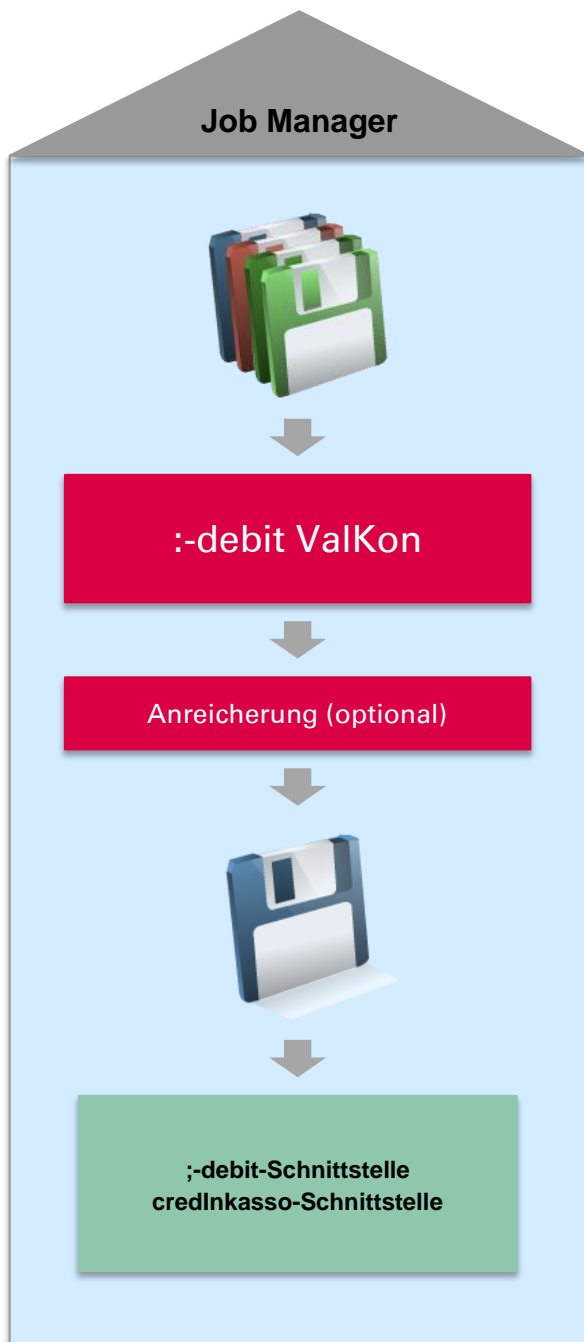 Job Manager
:-debit ValKon
Anreicherung (optional)
;-debit-Schnittstelle
credInkasso-Schnittstelle